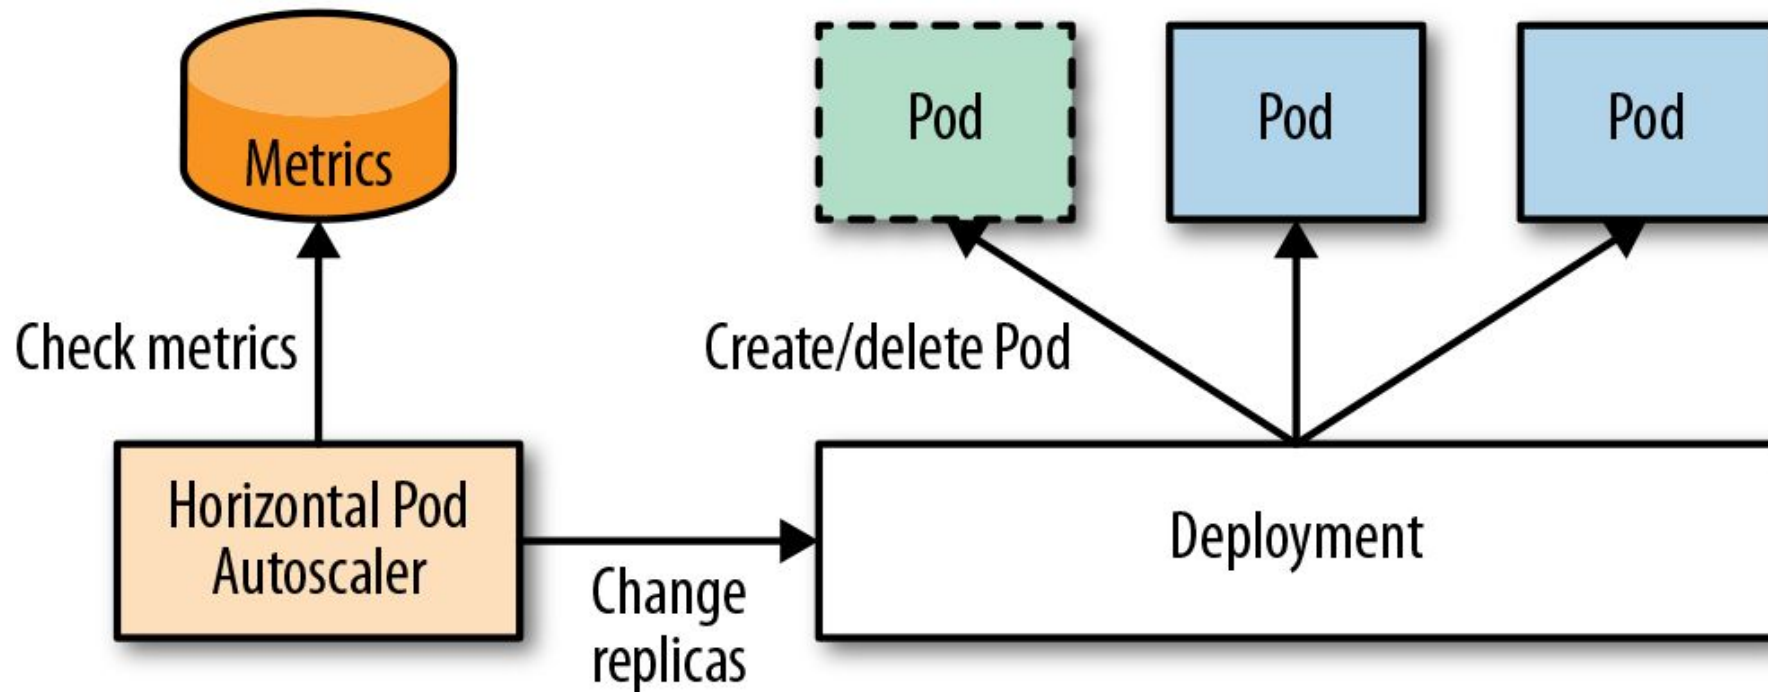 Metrics
Pod
Pod
Pod
Check metrics
Create/delete Pod
Horizontal Pod
Autoscaler
Change
replicas
Deployment